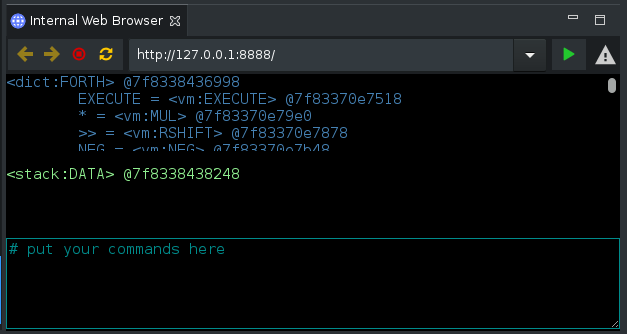 Internal Web Browser
http://127.0.0.1:8888/
<dict:FORTH> @7f8338436998
EXECUTE = <vm:EXECUTE> @7f83370e7518
* = <vm:MUL> @7f83370e79e0
>> = <vm:RSHIFT> @7f83370e7878
NEG = <vm:NEG> @7f83370e7b48
<stack:DATA> @7f8338438248
# put your commands here